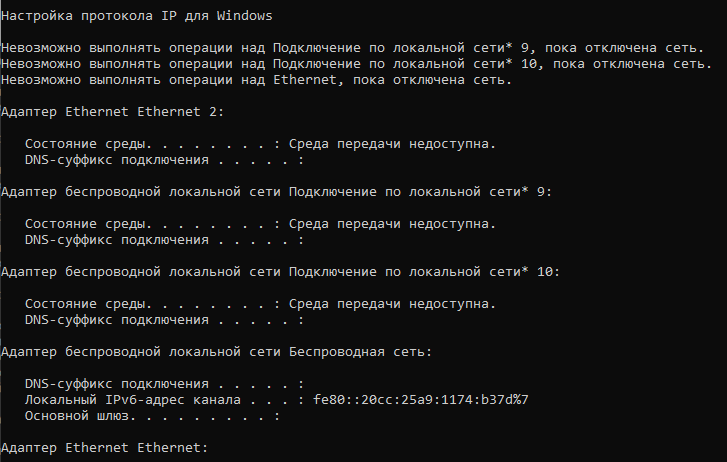 Настройка протокола IP для Windows
Невозможно выполнять операции над Подключение по локальной сети* 9, пока отключена сеть.
Невозможно выполнять операции над Подключение по локальной сети* 10, пока отключена сеть.
Невозможно выполнять операции над Ethernet, пока отключена сеть.
Адаптер Ethernet Ethernet 2:
Состояние среды. . . . . . . . : Среда передачи недоступна.
DNS-суффикс подключения . . . . . :
Адаптер беспроводной локальной сети Подключение по локальной сети* 9:
Состояние среды. . . . . . . . : Среда передачи недоступна.
DNS-суффикс подключения . . . . . :
Адаптер беспроводной локальной сети Подключение по локальной сети* 10:
Состояние среды. . . . . . . . : Среда передачи недоступна.
DNS-суффикс подключения . . . . . :
Адаптер беспроводной локальной сети Беспроводная сеть:
DNS-суффикс подключения . . . . . :
Локальный IPv6-адрес канала . . . : fe80::20cc:25a9:1174:b37d%7
Основной шлюз. . . . . . . . . :
Адаптер Ethernet Ethernet: